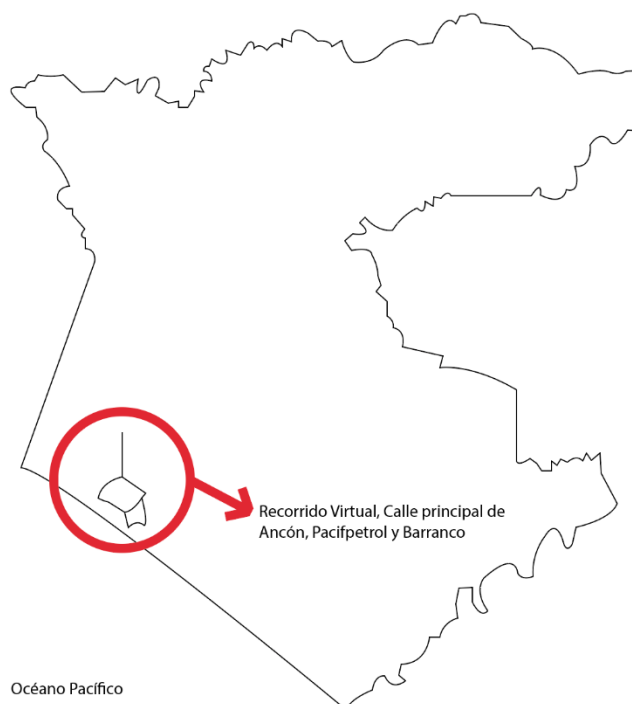 Recorrido Virtual, Calle principal de
Ancón, Pacifpetrol y Barranco
Océano Pacífico